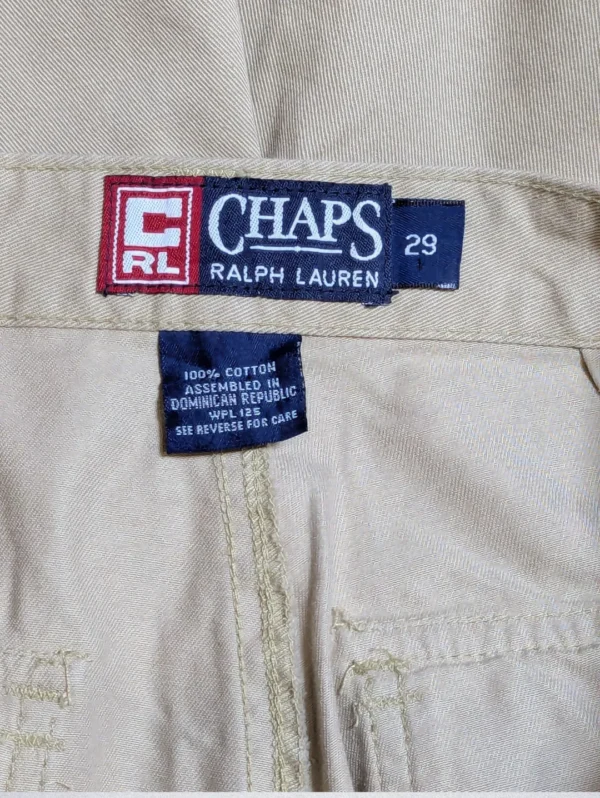 C
RL
CHAPS
RALPH LAUREN
29
100% COTTON
ASSEMBLED IN
DOMINICAN REPUBLIC
WPL 125
SEE REVERSE FOR CARE